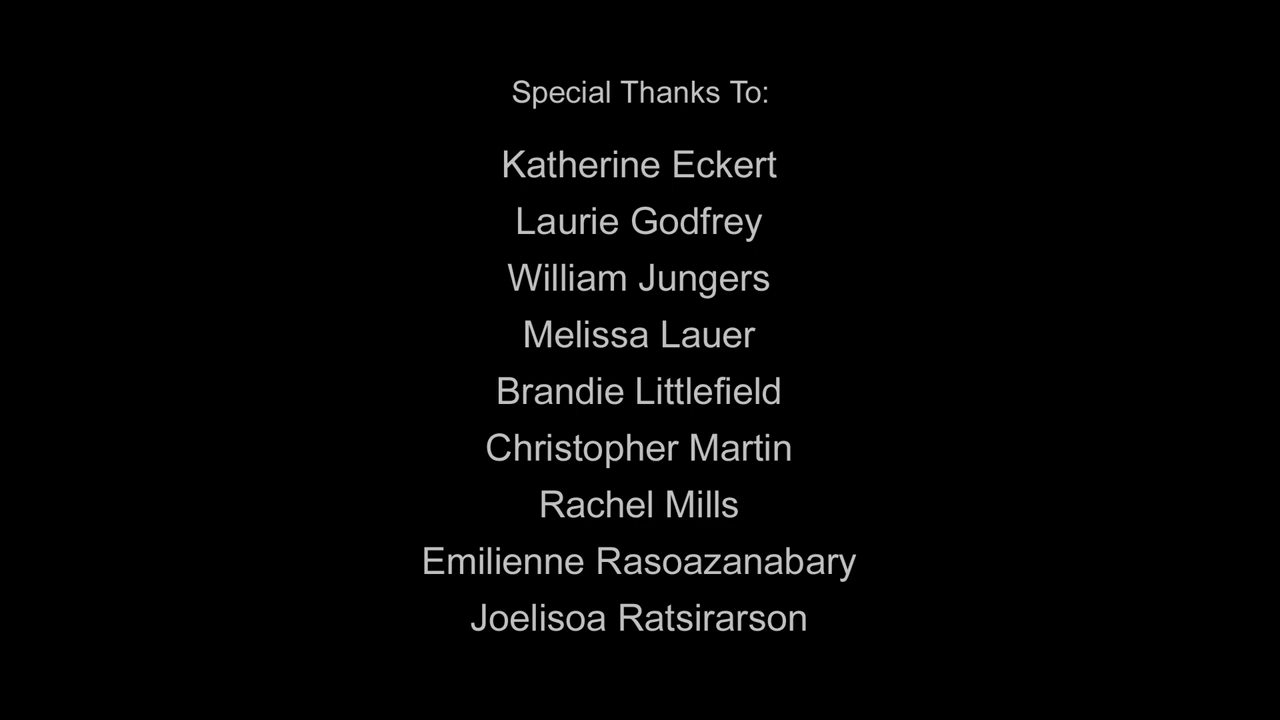 Special Thanks To:
Katherine Eckert
Laurie Godfrey
William Jungers
Melissa Lauer
Brandie Littlefield
Christopher Martin
Rachel Mills
Emilienne Rasoazanabary
Joelisoa Ratsirarson